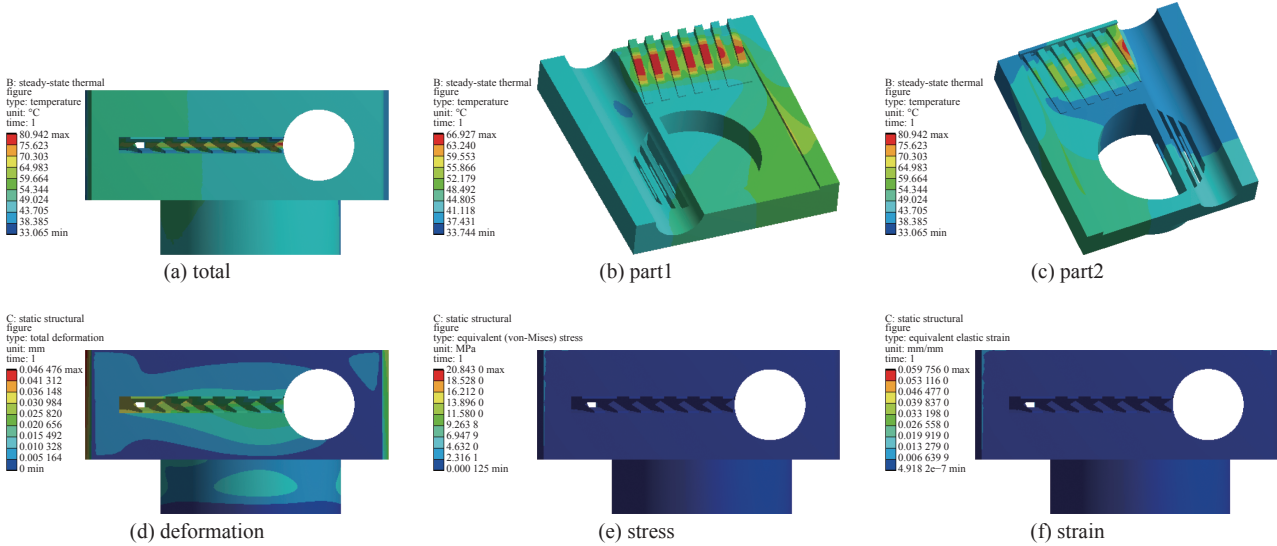 B: steady-state thermal
figure
type: temperature
unit: °C
time: 1
80.942 max
75.623
70.303
64.983
59.664
54.344
49.024
43.705
38.385
33.065 min
(a) total
B: steady-state thermal
figure
type: temperature
unit: °C
time: 1
66.927 max
63.240
59.553
55.866
52.179
48.492
44.805
41.118
37.431
33.744 min
(b) part1
B: steady-state thermal
figure
type: temperature
unit: °C
time: 1
80.942 max
75.623
70.303
64.983
59.664
54.344
49.024
43.705
38.385
33.065 min
(c) part2
C: static structural
figure
type: total deformation
unit: mm
time: 1
0.046 476 max
0.041 312
0.036 148
0.030 984
0.025 820
0.020 656
0.015 492
0.010 328
0.005 164
0 min
(d) deformation
C: static structural
figure
type: equivalent (von-Mises) stress
unit: MPa
time: 1
20.843 0 max
18.528 0
16.212 0
13.896 0
11.580 0
9.263 8
6.947 9
4.632 0
2.316 1
0.000 125 min
(e) stress
C: static structural
figure
type: equivalent elastic strain
unit: mm/mm
time: 1
0.059 756 0 max
0.053 116 0
0.046 477 0
0.039 837 0
0.033 198 0
0.026 558 0
0.019 919 0
0.013 279 0
0.006 639 9
4.918 2e−7 min
(f) strain